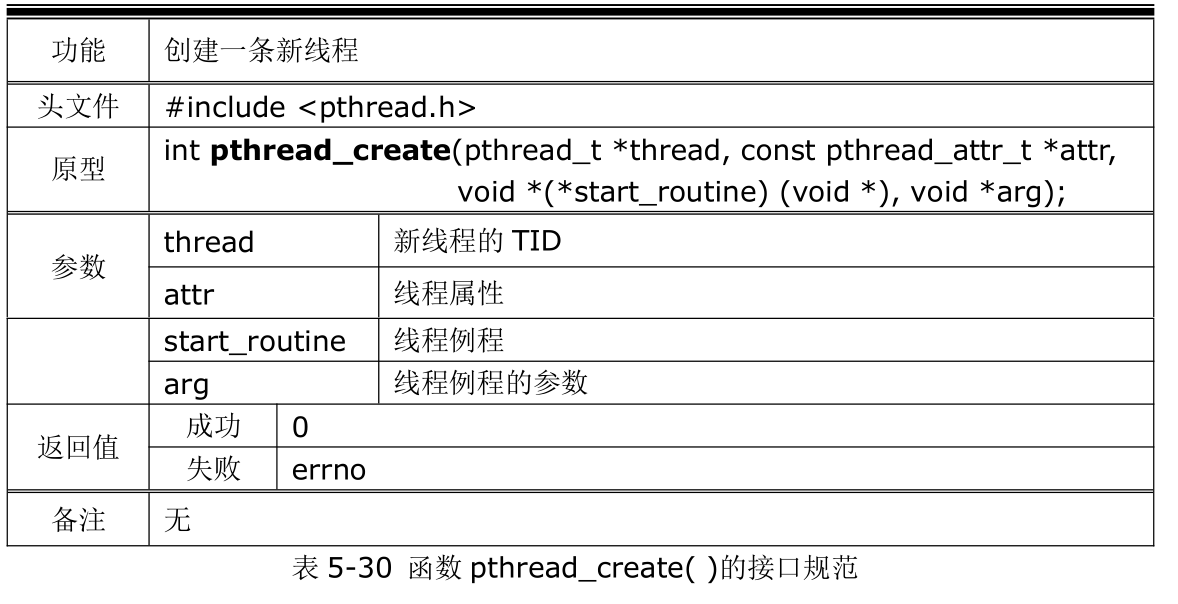 功能 创建一条新线程
头文件 #include <pthread.h>
原型 int pthread_create(pthread_t *thread, const pthread_attr_t *attr,
void *(*start_routine) (void *), void *arg);
参数 thread 新线程的 TID
attr 线程属性
start_routine 线程例程
arg 线程例程的参数
返回值 成功 0
失败 errno
备注 无
表 5-30 函数 pthread_create( )的接口规范